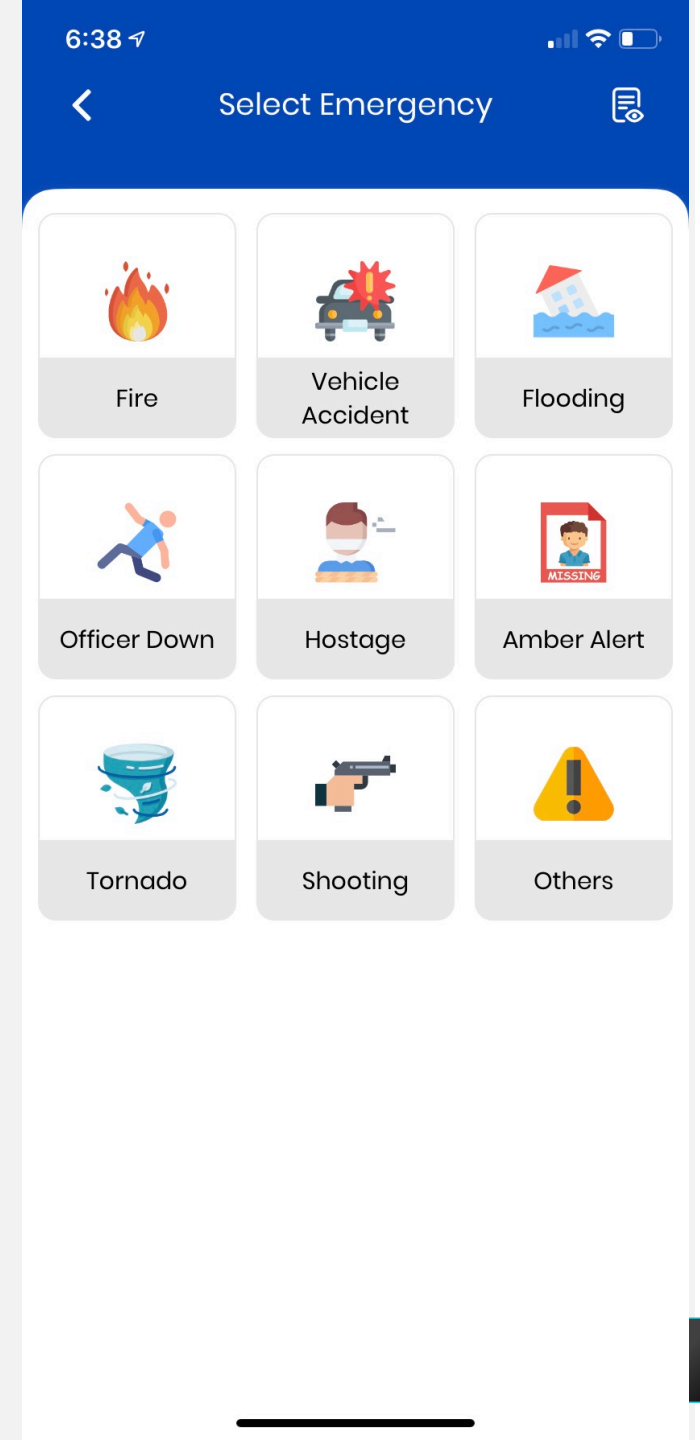 6:38
Select Emergency
Fire
Vehicle
Accident
Flooding
Officer Down
Hostage
MISSING
Amber Alert
Tornado
Shooting
Others